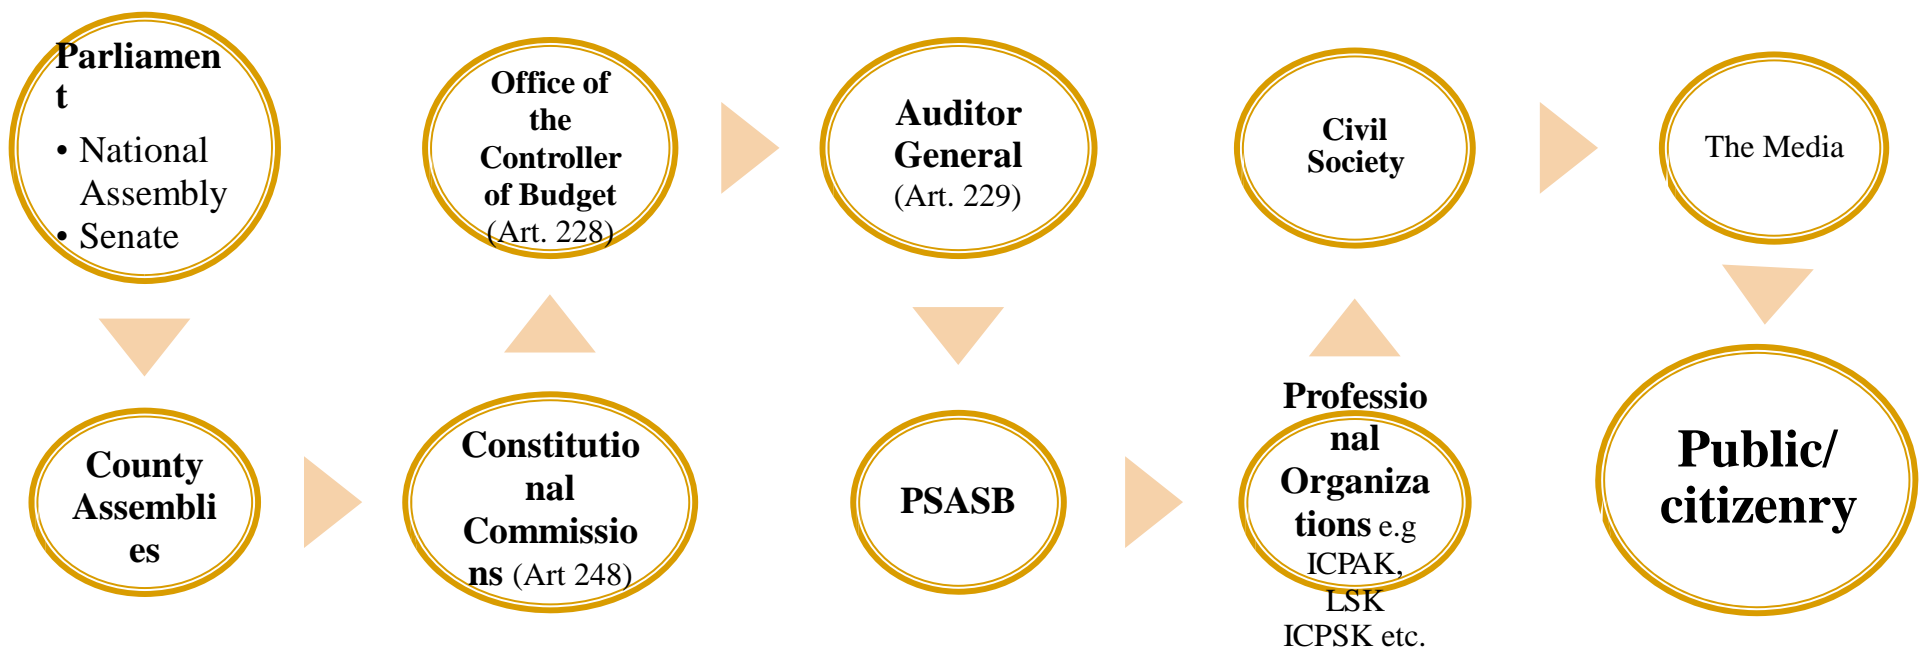 Parliamen
t
• National
Assembly
• Senate
County
Assembli
es
Constitutio
nal
Commissio
ns (Art 248)
Office of
the
Controller
of Budget
(Art. 228)
Auditor
General
(Art. 229)
PSASB
Professio
nal
Organiza
tions e.g
ICPAK,
LSK
ICPSK etc.
Civil
Society
The Media
Public/
citizenry